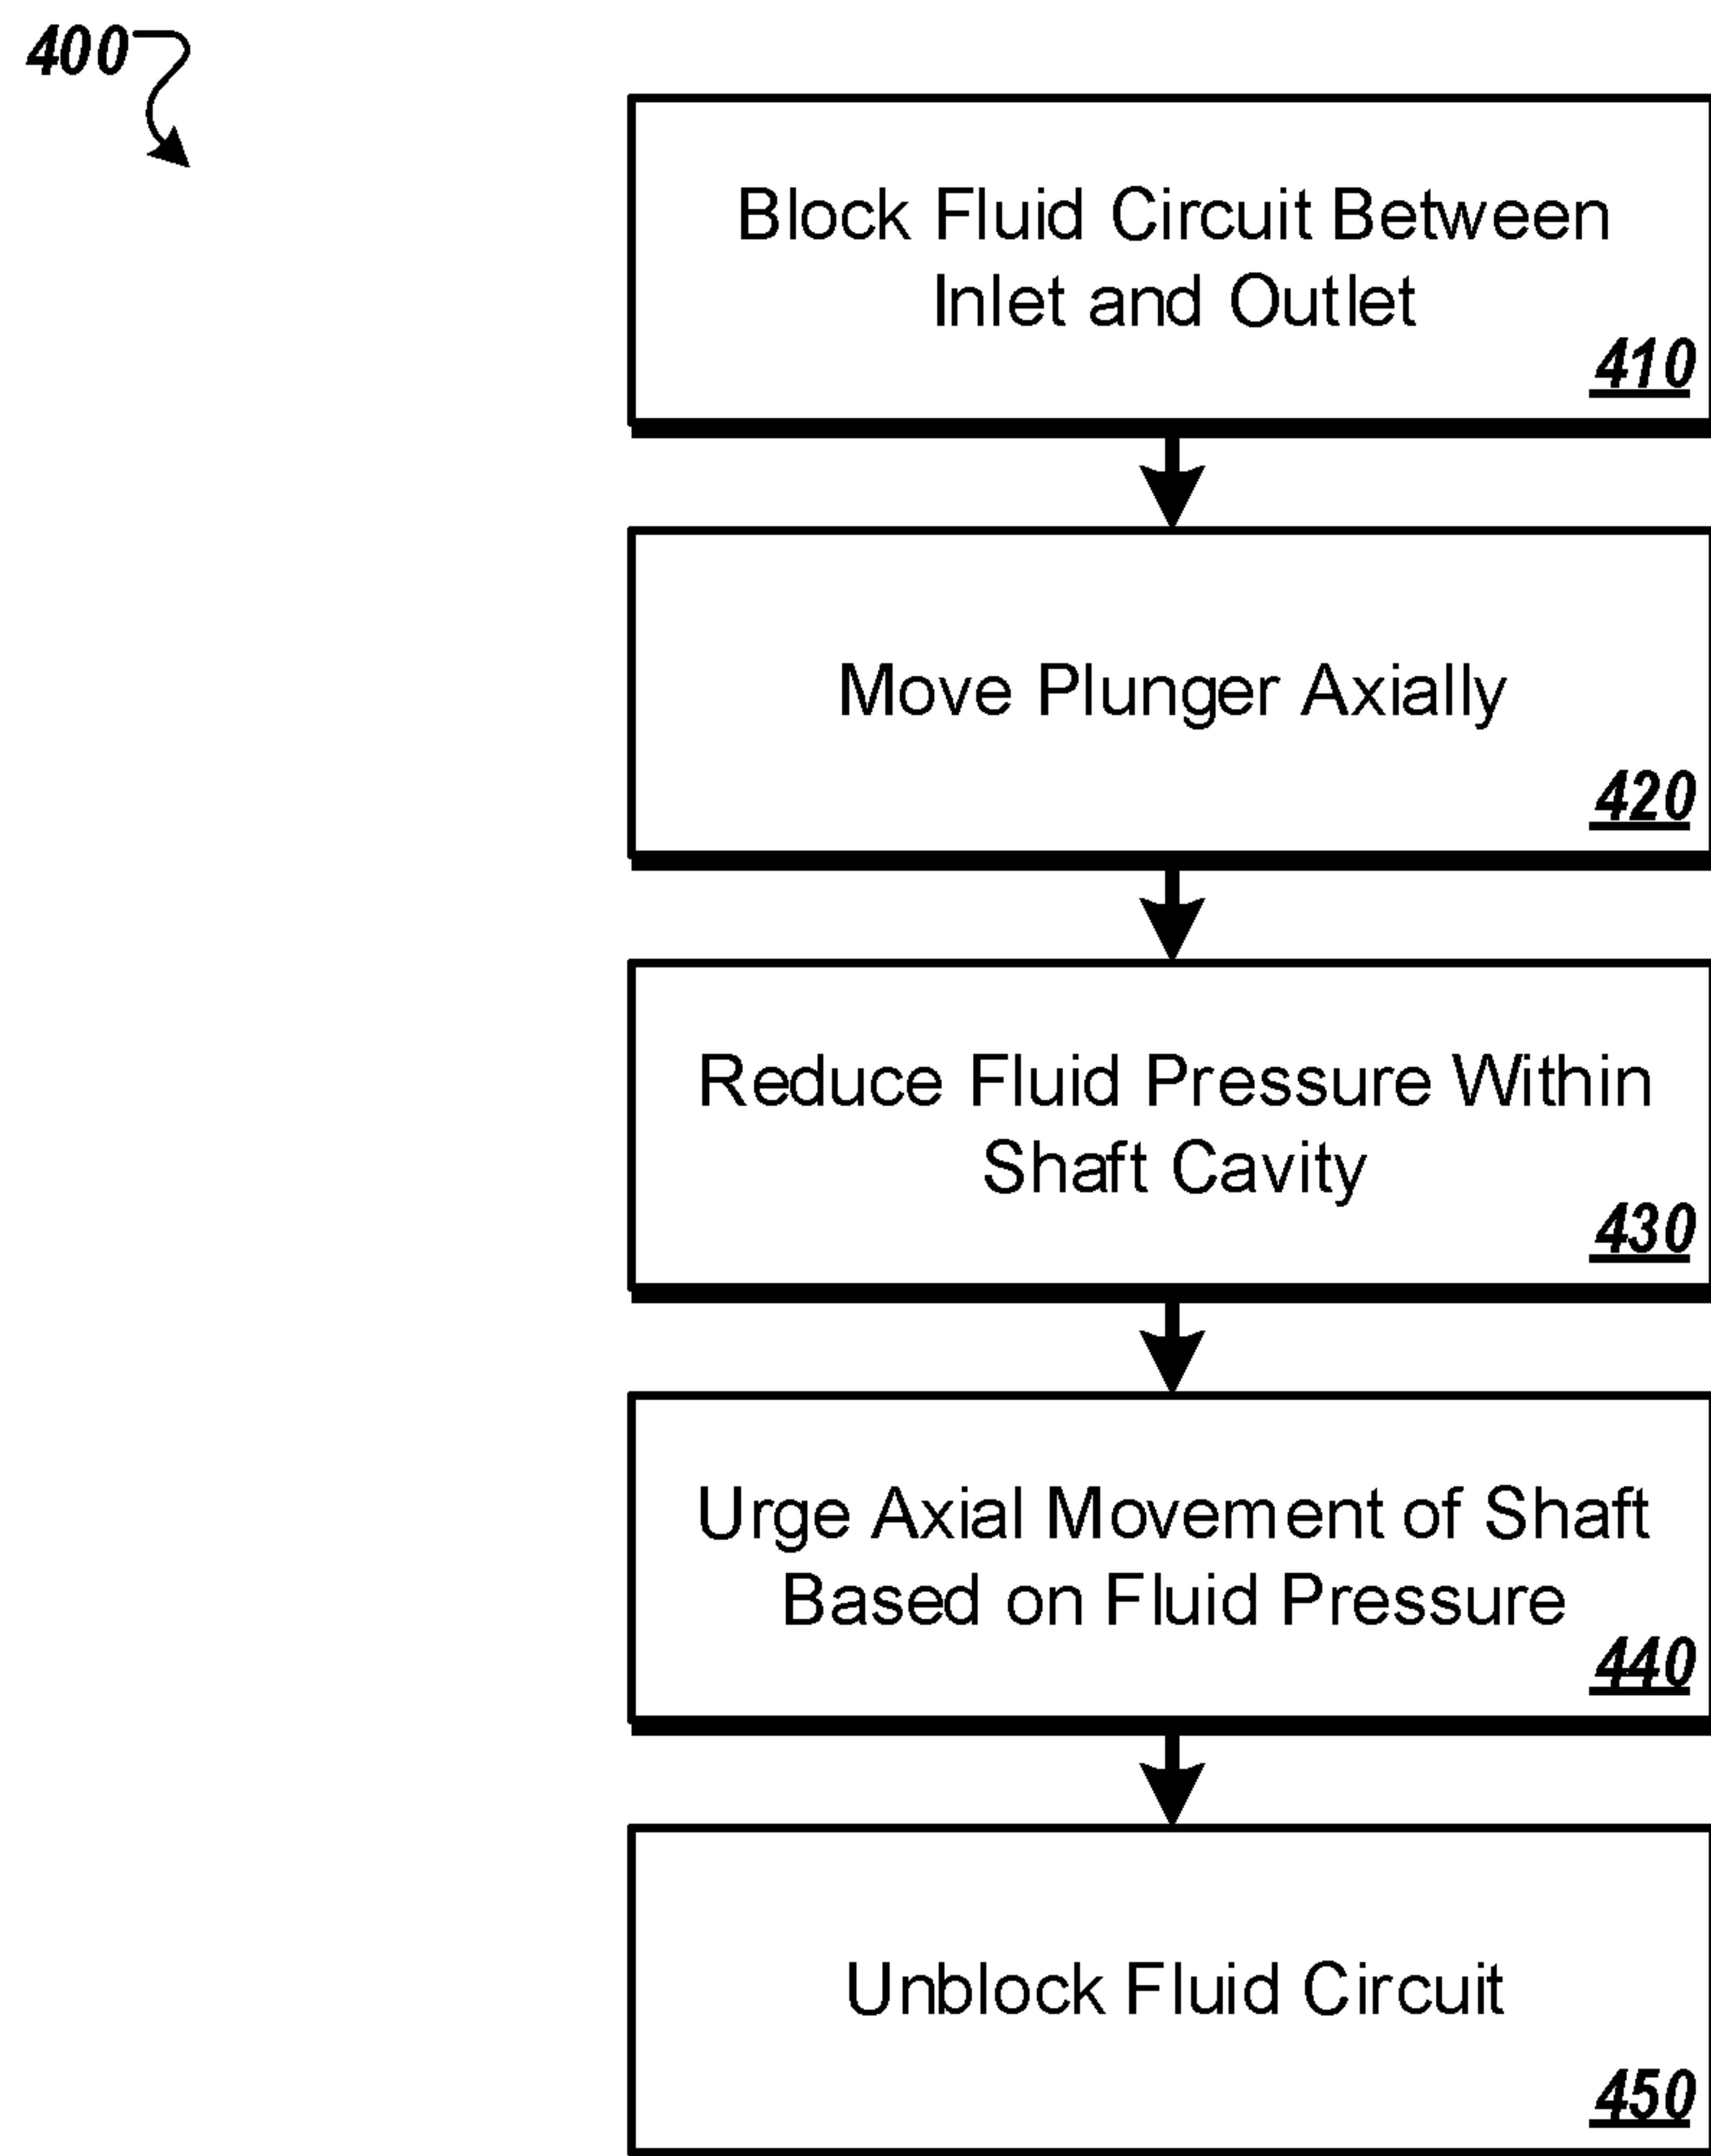 400
Block Fluid Circuit Between
Inlet and Outlet
410
Move Plunger Axially
420
Reduce Fluid Pressure Within
Shaft Cavity
430
Urge Axial Movement of Shaft
Based on Fluid Pressure
440
Unblock Fluid Circuit
450